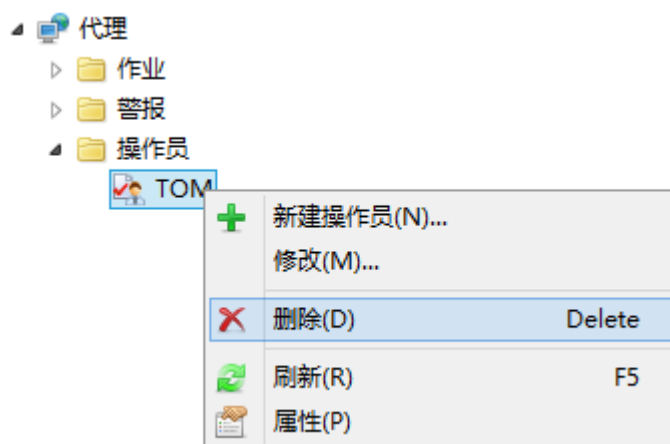 代理
作业
警报
操作员
TOM
新建操作员(N)...
修改(M)...
删除(D) Delete
刷新(R) F5
属性(P)